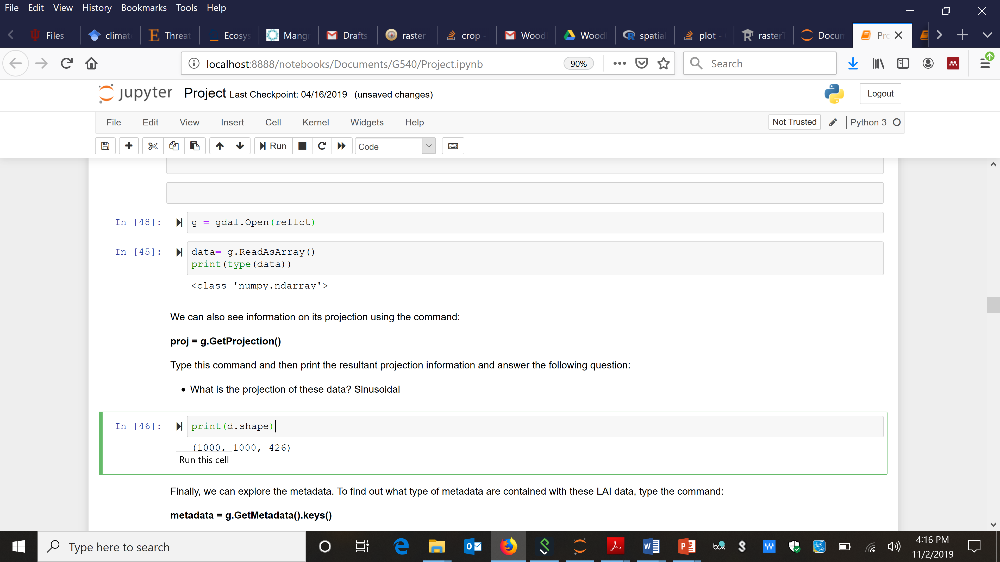 File Edit View History Bookmarks Tools Help
Files climat Threat Ecosys Mangr Drafts raster crop - Wood Wood spatial plot - raster Docum Pro
localhost:8888/notebooks/Documents/G540/Project.ipynb 90% Search
jupyter Project Last Checkpoint: 04/16/2019 (unsaved changes) Logout
File Edit View Insert Cell Kernel Widgets Help Not Trusted Python 3
Run Code
In [48]: g = gdal.Open(reflct)
In [45]: data= g.ReadAsArray()
print(type(data))
<class 'numpy.ndarray'>
We can also see information on its projection using the command:
proj = g.GetProjection()
Type this command and then print the resultant projection information and answer the following question:
• What is the projection of these data? Sinusoidal
In [46]: print(d.shape)
(1000, 1000, 426)
Run this cell
Finally, we can explore the metadata. To find out what type of metadata are contained with these LAI data, type the command:
metadata = g.GetMetadata().keys()
Type here to search box 4:16 PM
11/2/2019